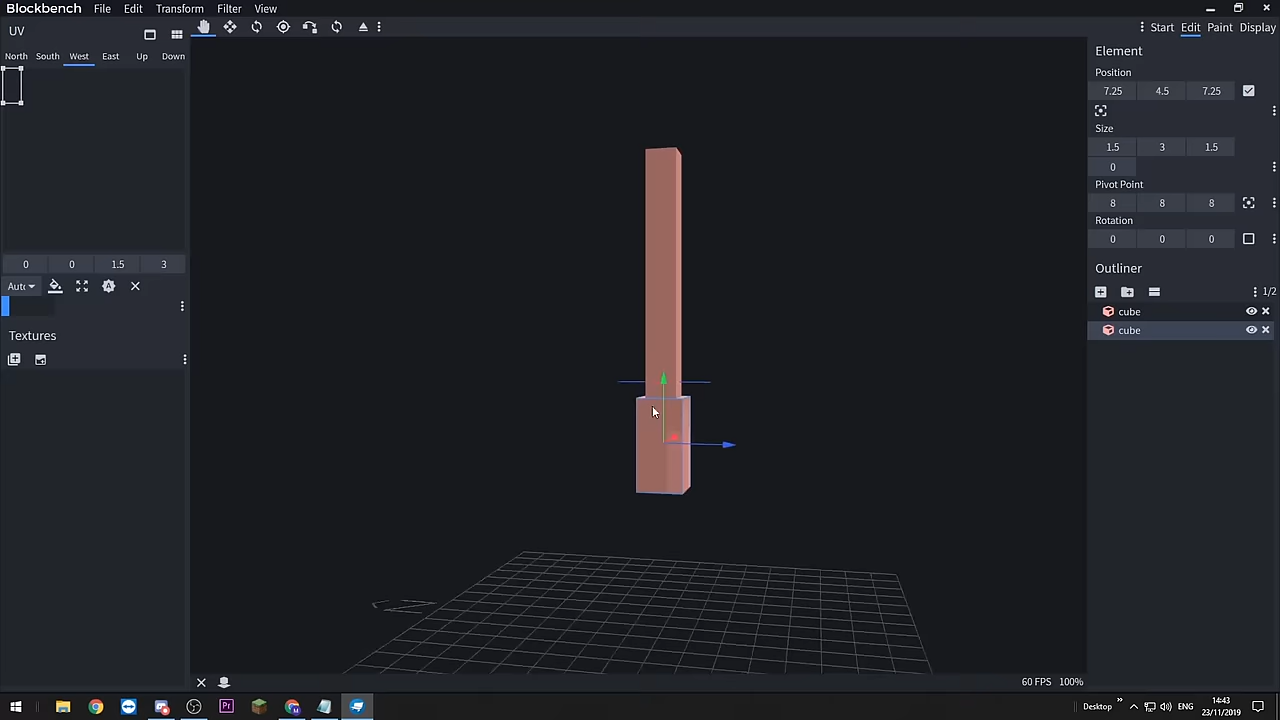 Blockbench File Edit Transform Filter View
UV
North South West East Up Down
0 0 1.5 3
Auto
Textures
Start Edit Paint Display
Element
Position
7.25 4.5 7.25
Size
1.5 3 1.5
0
Pivot Point
8 8 8
Rotation
0 0 0
Outliner
1/2
cube
cube
60 FPS 100%
Desktop
ENG
14:43
23/11/2019